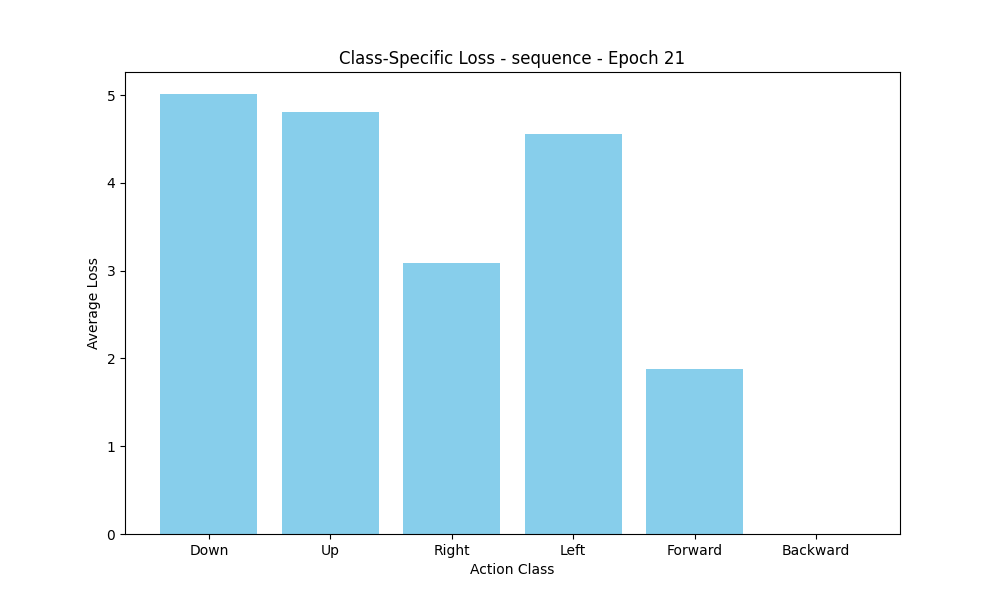 Class-Specific Loss - sequence - Epoch 21
5
4
3
2
1
0
Average Loss
Down Up Right Left Forward Backward
Action Class